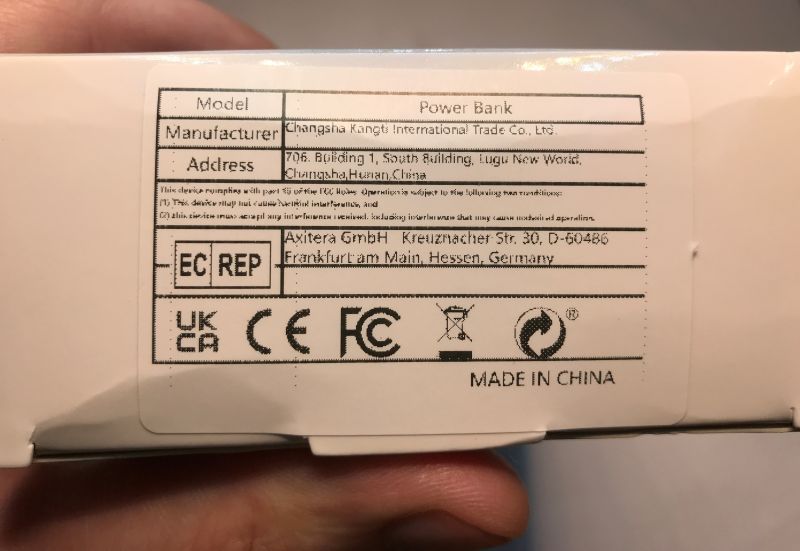 Model Power Bank
Manufacturer Changsha Kangti International Trade Co., Ltd.
Address 706. Building 1, South Building, Lugu New World,
Changsha,Hunan,China
This device complies with part 15 of the FCC Rules. Operation is subject to the following two conditions:
(1) This device may not cause harmful interference, and
(2) this device must accept any interference received, including interference that may cause undesired operation.
EC REP Axitera GmbH Kreuznacher Str. 30, D-60486
Frankfurt am Main, Hessen, Germany
UK CE FC ®
CA
MADE IN CHINA